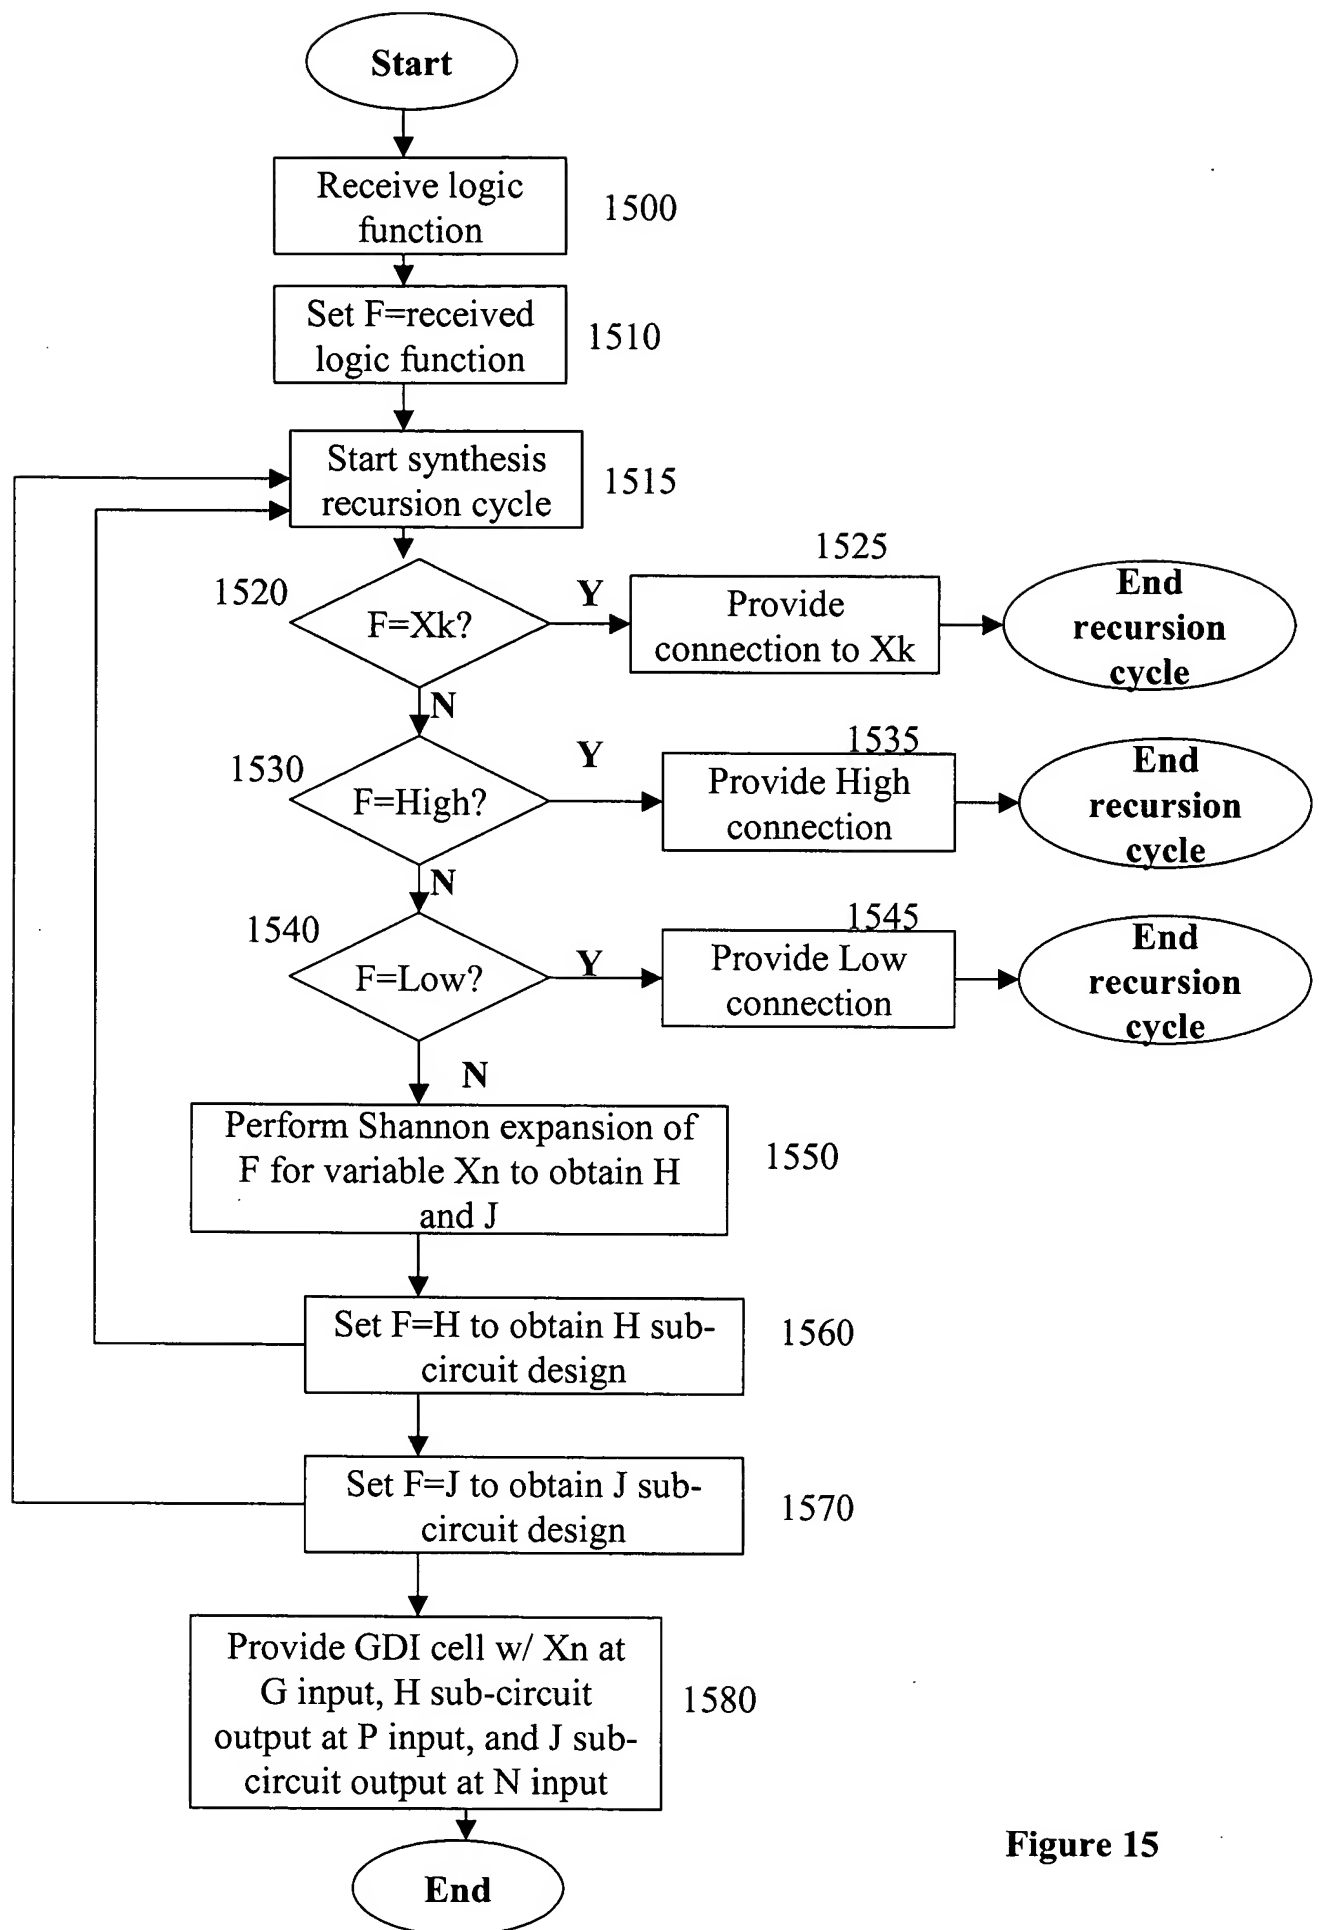 Start
Receive logic
function
1500
Set F=received
logic function
1510
Start synthesis
recursion cycle
1515
1520
F=Xk?
Y
1525
Provide
connection to Xk
End
recursion
cycle
N
1530
F=High?
Y
1535
Provide High
connection
End
recursion
cycle
N
1540
F=Low?
Y
1545
Provide Low
connection
End
recursion
cycle
N
Perform Shannon expansion of
F for variable Xn to obtain H
and J
1550
Set F=H to obtain H sub-
circuit design
1560
Set F=J to obtain J sub-
circuit design
1570
Provide GDI cell w/ Xn at
G input, H sub-circuit
output at P input, and J sub-
circuit output at N input
1580
End
Figure 15